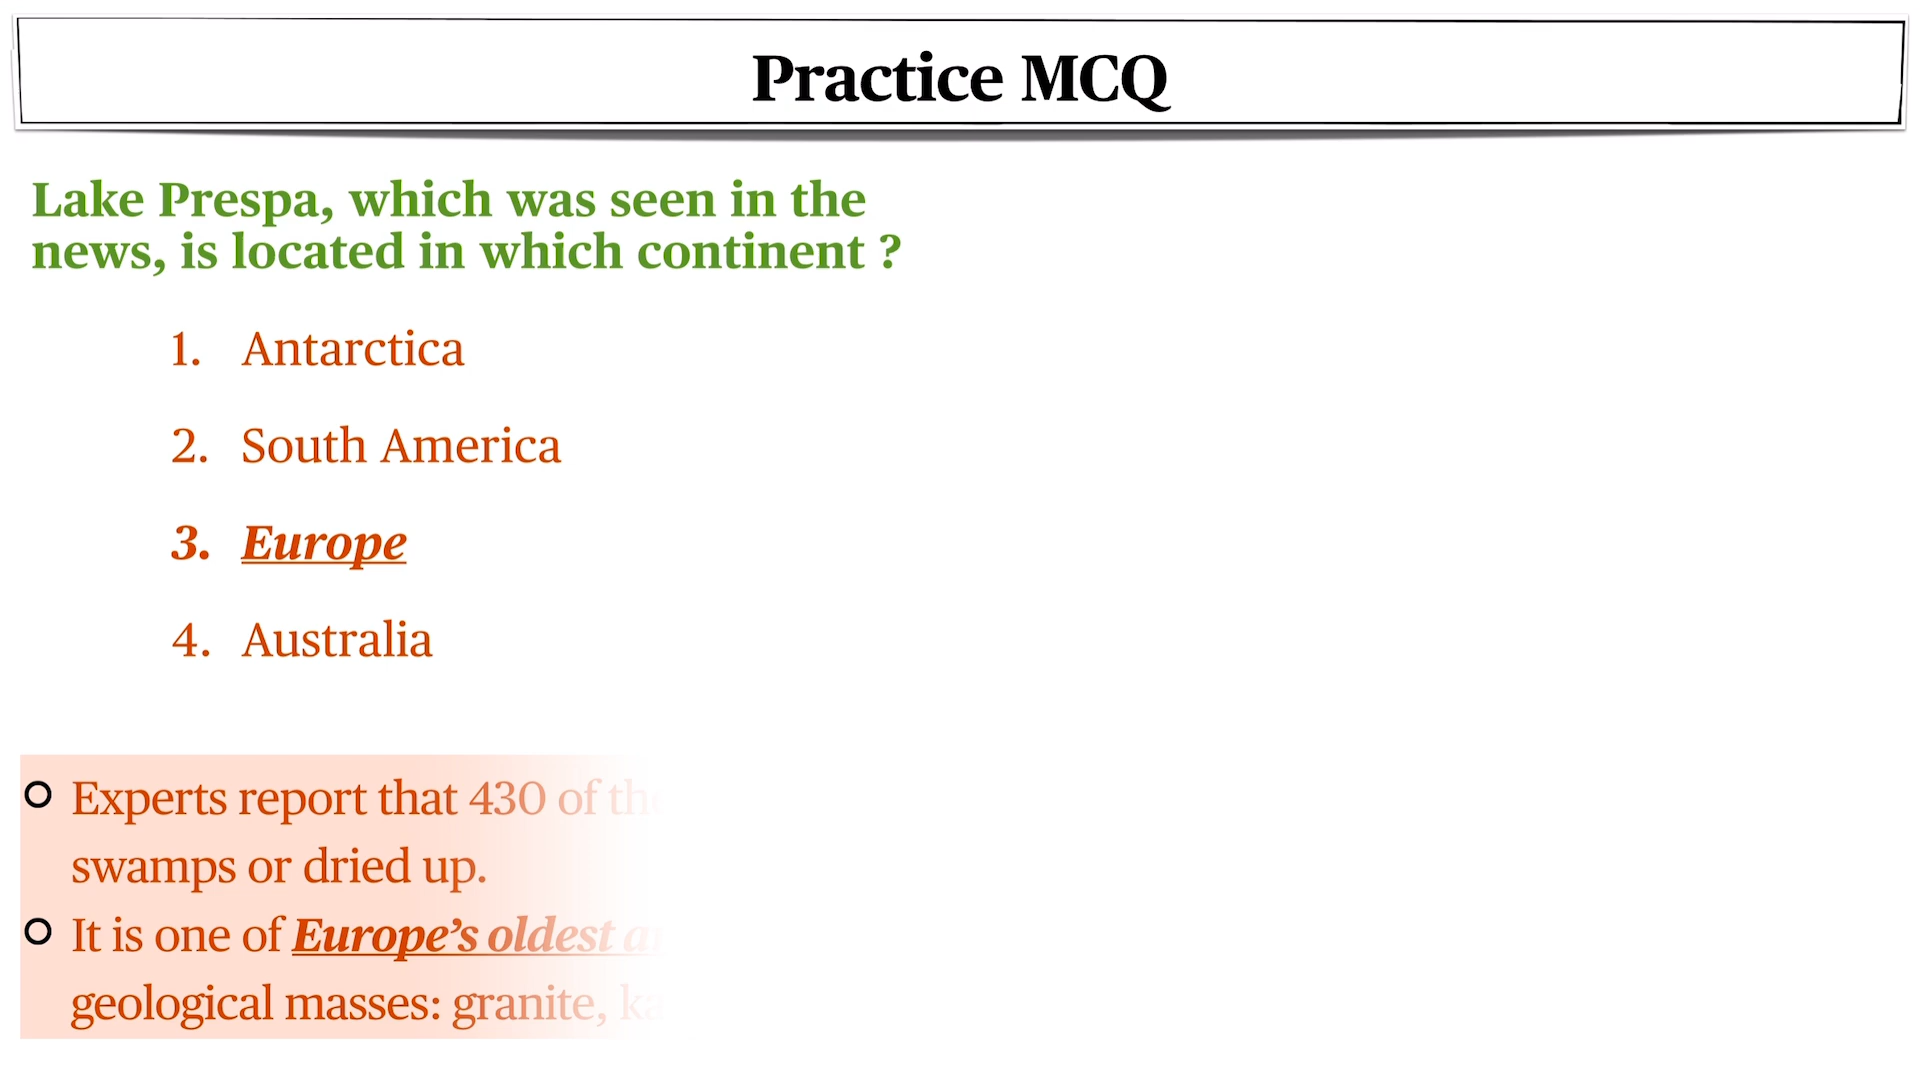 Practice MCQ
Lake Prespa, which was seen in the
news, is located in which continent ?
1. Antarctica
2. South America
3. Europe
4. Australia
Experts report that 430 of the
swamps or dried up.
It is one of Europe's oldest
geological masses: granite,